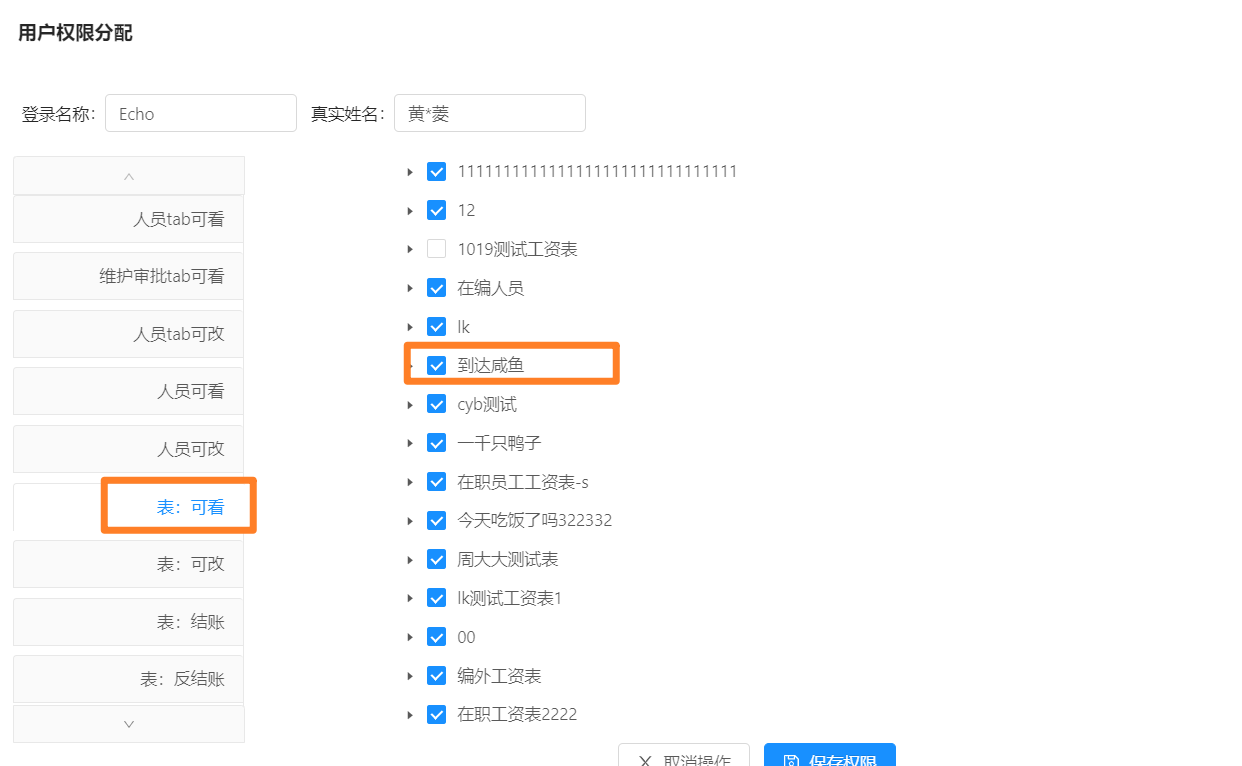 用户权限分配
登录名称: Echo 真实姓名: 黄*菱
人员tab可看
维护审批tab可看
人员tab可改
人员可看
人员可改
表：可看
表：可改
表：结账
表：反结账
12
1019测试工资表
在编人员
lk
到达咸鱼
cyb测试
一千只鸭子
在职员工工资表-s
今天吃饭了吗322332
周大大测试表
lk测试工资表1
00
编外工资表
在职工资表2222
取消操作
保存权限